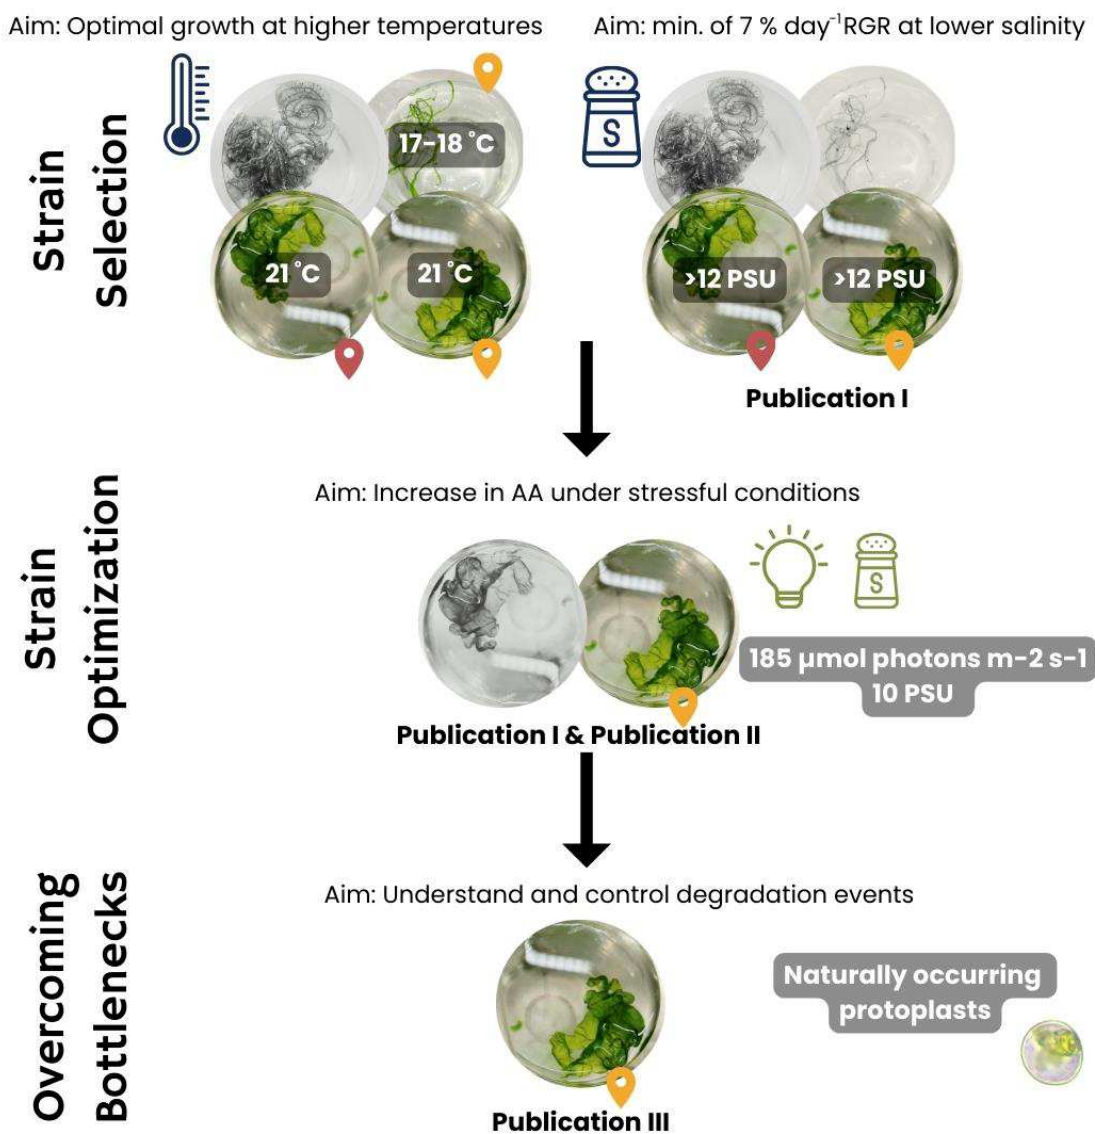 Aim: Optimal growth at higher temperatures
Aim: min. of 7 % day⁻¹RGR at lower salinity
Strain
Selection
17-18 °C
21 °C
21 °C
S
>12 PSU
>12 PSU
Publication I
Strain
Optimization
Aim: Increase in AA under stressful conditions
S
185 µmol photons m-2 s-1
10 PSU
Publication I & Publication II
Overcoming
Bottlenecks
Aim: Understand and control degradation events
Naturally occurring
protoplasts
Publication III